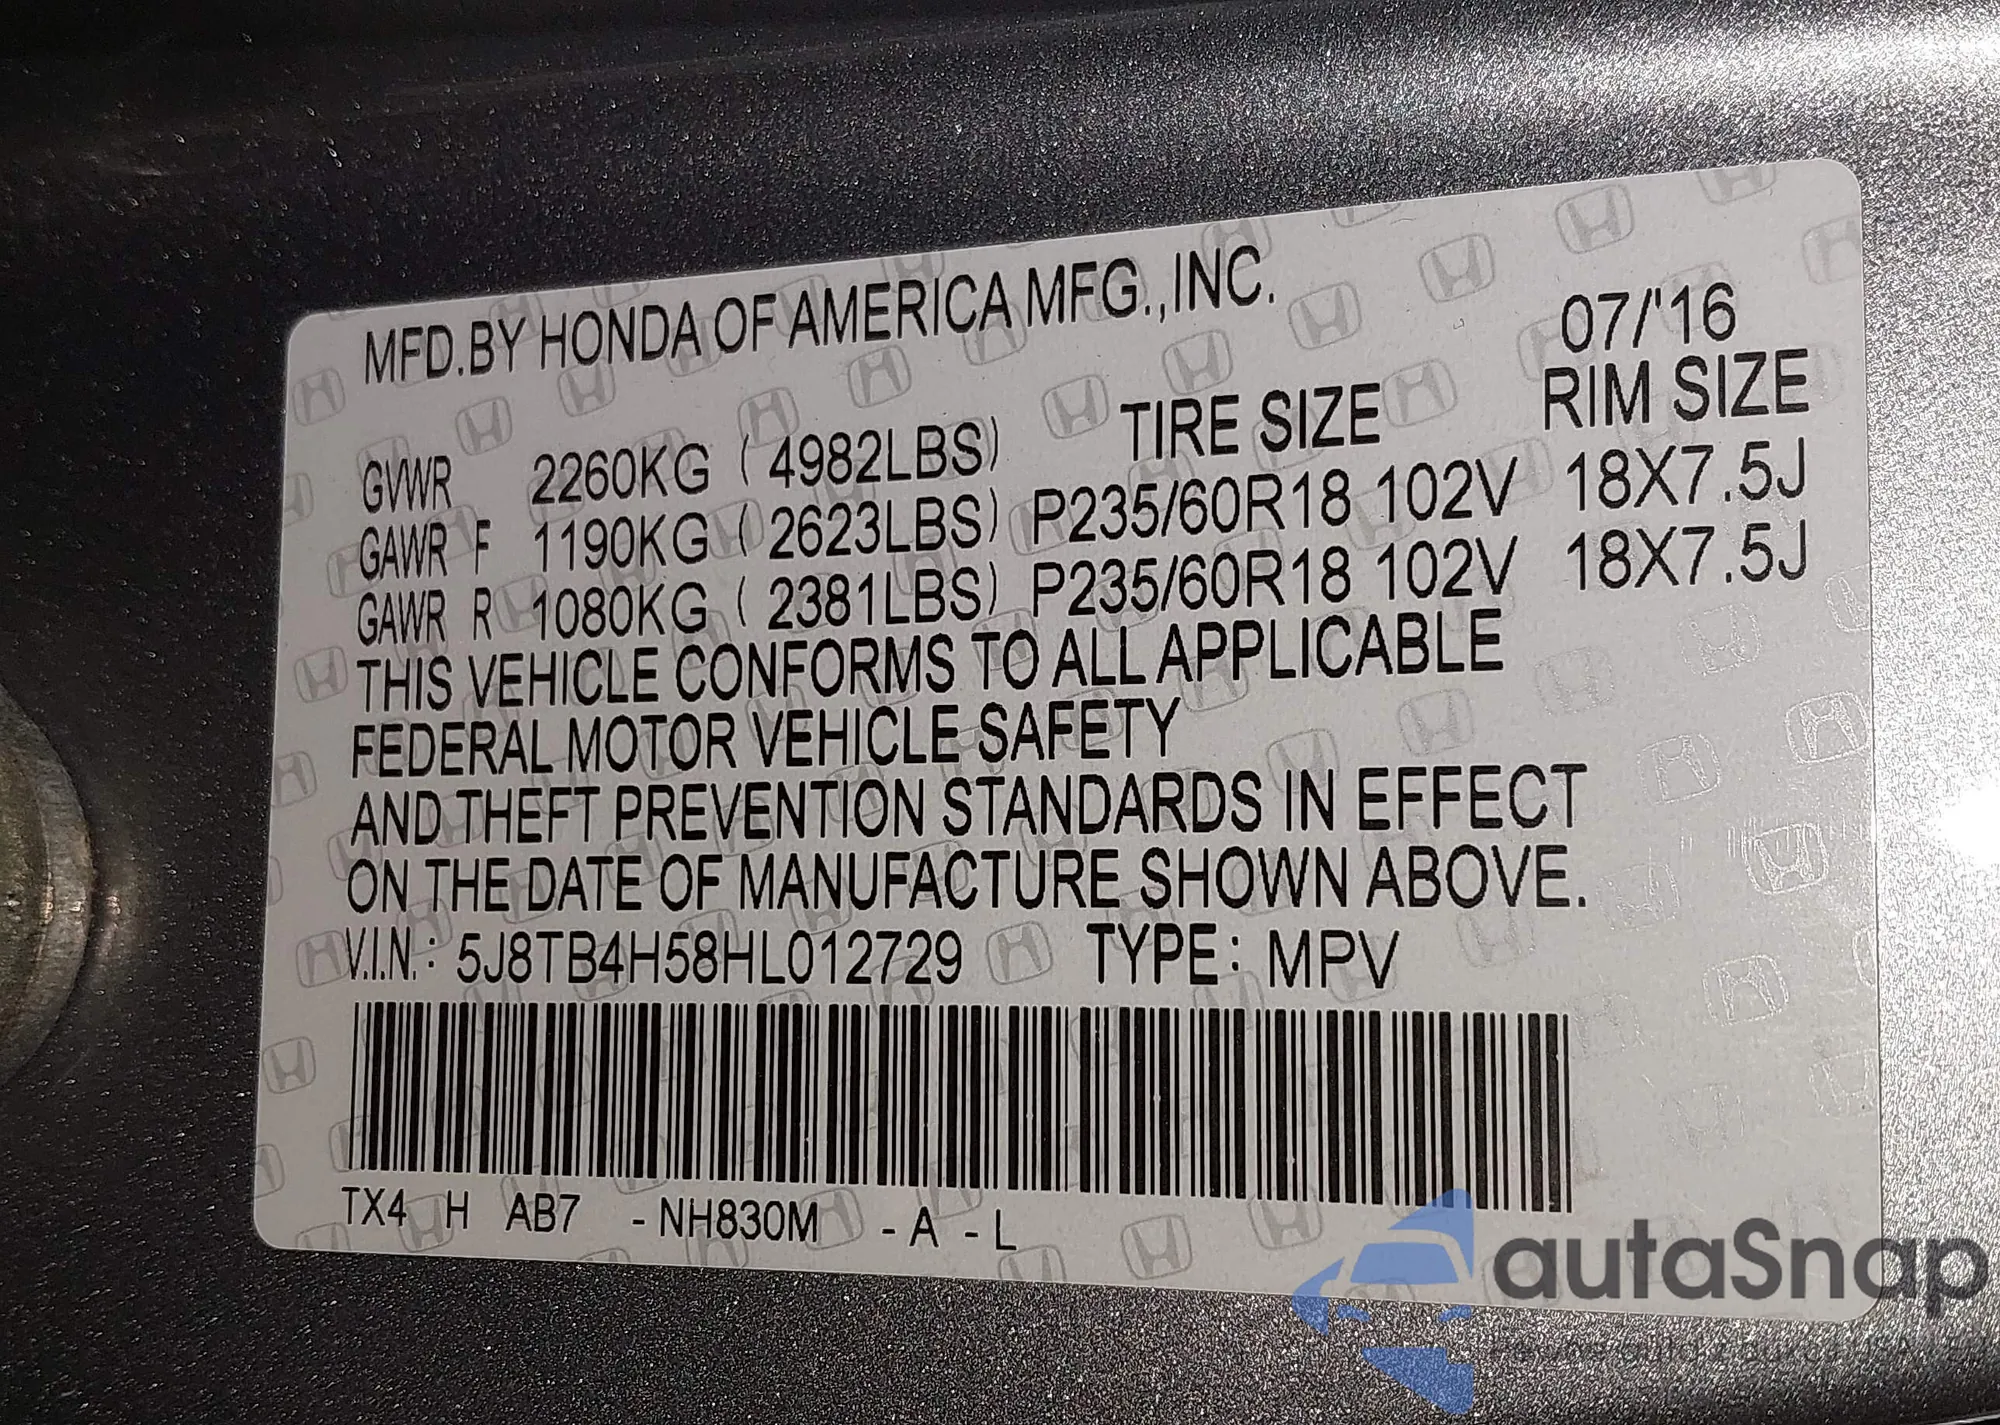 MFD.BY HONDA OF AMERICA MFG.,INC.
07/'16
TIRE SIZE RIM SIZE
GVWR 2260KG ( 4982LBS)
GAWR F 1190KG ( 2623LBS) P235/60R18 102V 18X7.5J
GAWR R 1080KG ( 2381LBS) P235/60R18 102V 18X7.5J
THIS VEHICLE CONFORMS TO ALL APPLICABLE
FEDERAL MOTOR VEHICLE SAFETY
AND THEFT PREVENTION STANDARDS IN EFFECT
ON THE DATE OF MANUFACTURE SHOWN ABOVE.
V.I.N.: 5J8TB4H58HL012729 TYPE: MPV
TX4 H AB7 -NH830M -A -L
autaSnap